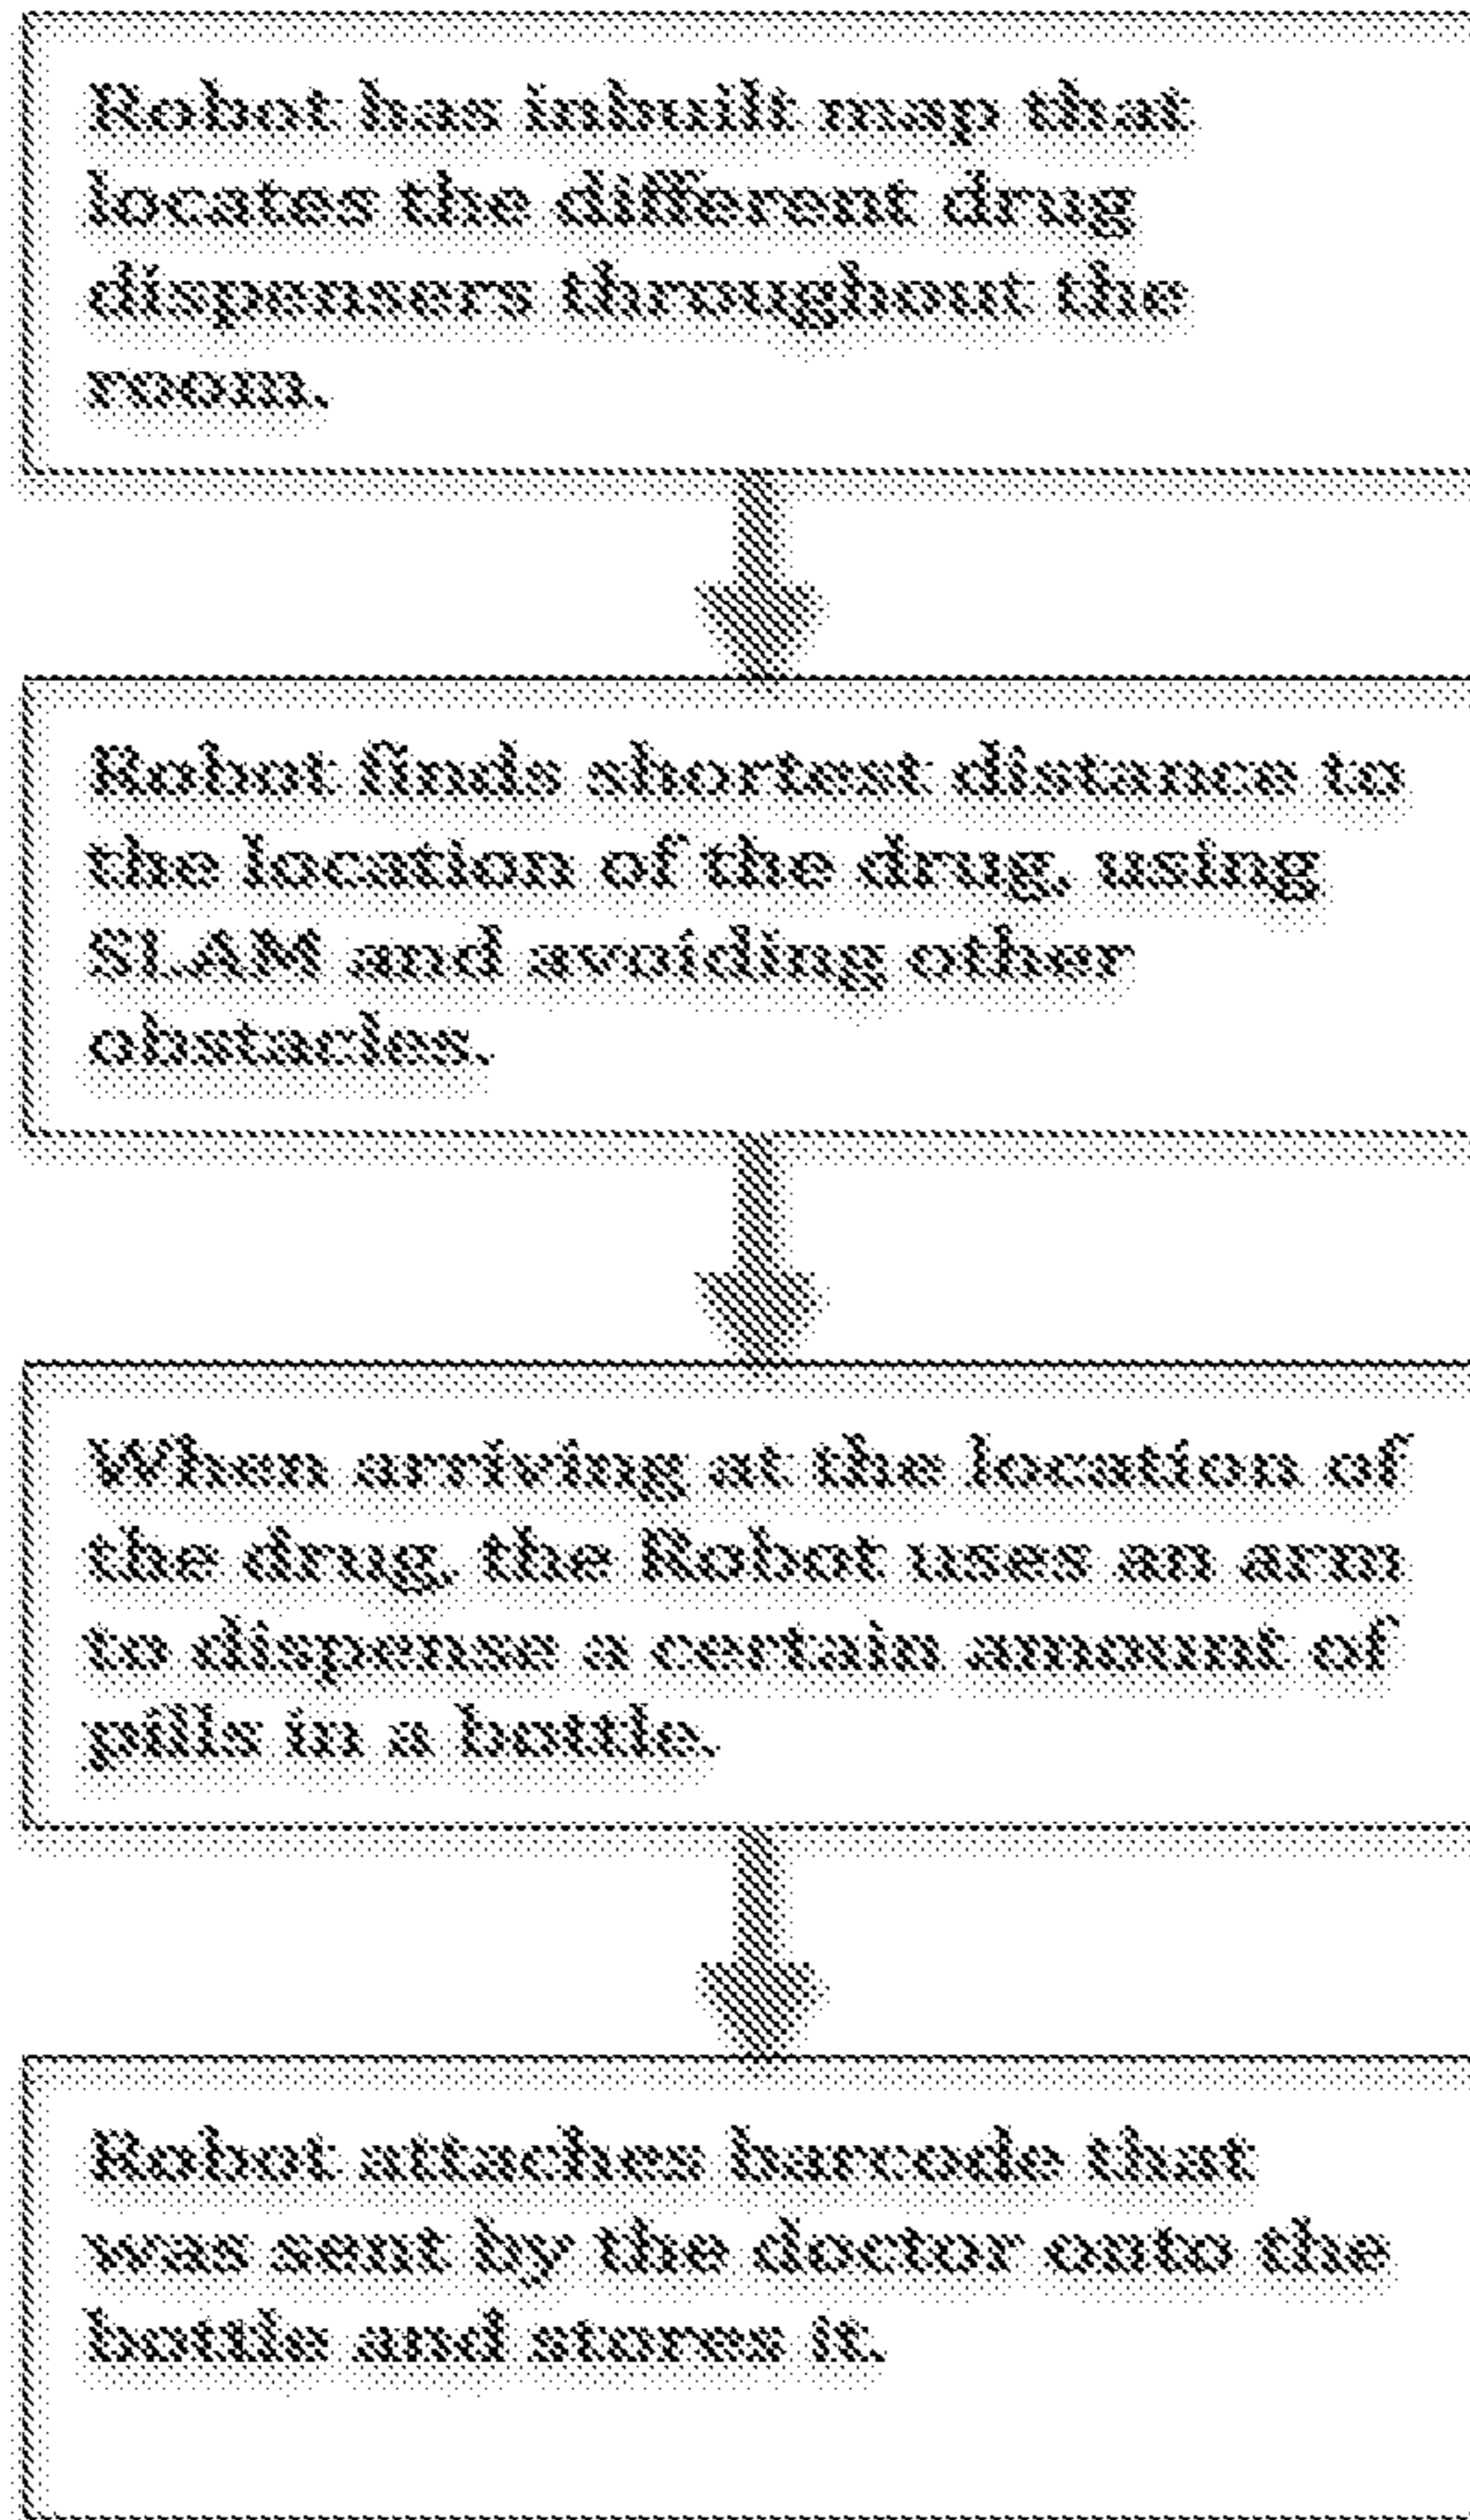 Robot has inbuilt map that
locates the different drug
dispensers throughout the
room.
Robot finds shortest distance to
the location of the drug, using
SLAM and avoiding other
obstacles.
When arriving at the location of
the drug, the Robot uses an arm
to dispense a certain amount of
pills in a bottle.
Robot attaches barcode that
was sent by the doctor onto the
bottle and stores it.